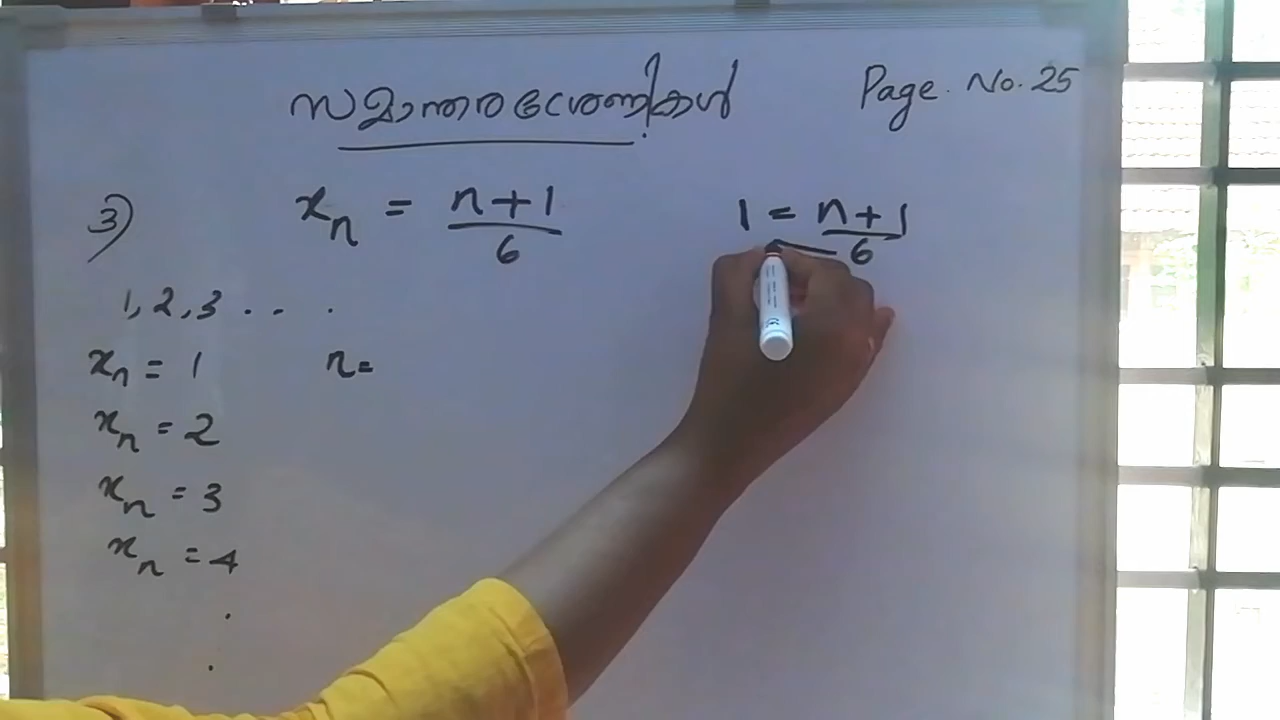 സമാന്തരശ്രേണികൾ Page. No. 25
3) xₙ = (n+1)/6
1 = (n+1)/6
1, 2, 3 . . .
xₙ = 1 n=
xₙ = 2
xₙ = 3
xₙ = 4
.
.